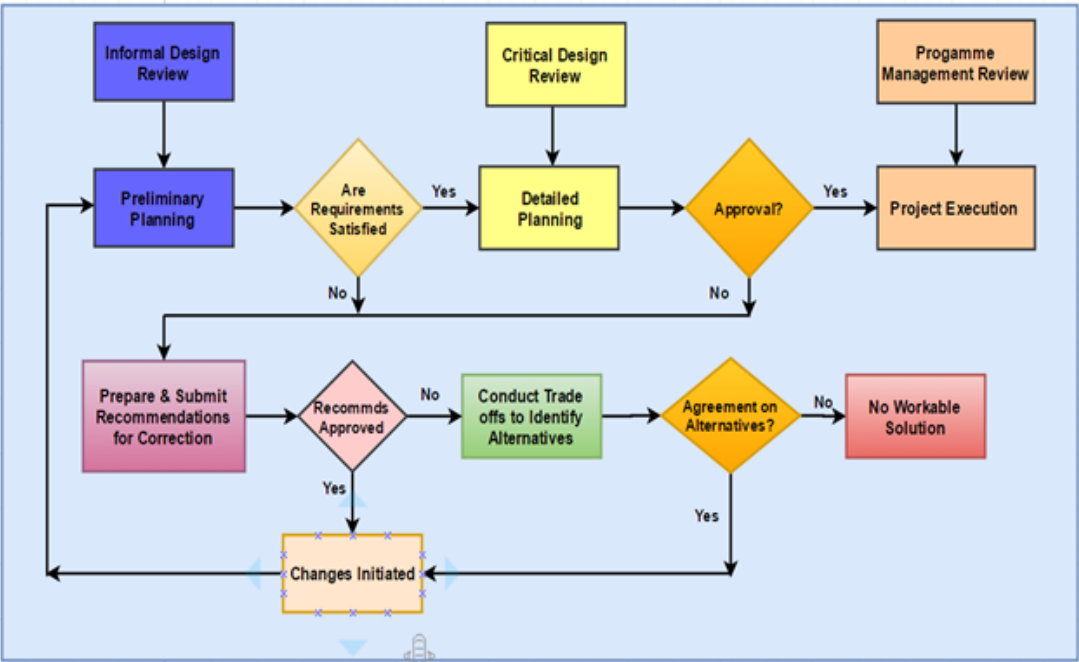 Informal Design
Review
Critical Design
Review
Progamme
Management Review
Preliminary
Planning
Are
Requirements
Satisfied
Yes
Detailed
Planning
Approval?
Yes
Project Execution
No
No
Prepare & Submit
Recommendations
for Correction
Recommds
Approved
No
Conduct Trade
offs to Identify
Alternatives
Agreement on
Alternatives?
No
No Workable
Solution
Yes
Yes
Changes Initiated